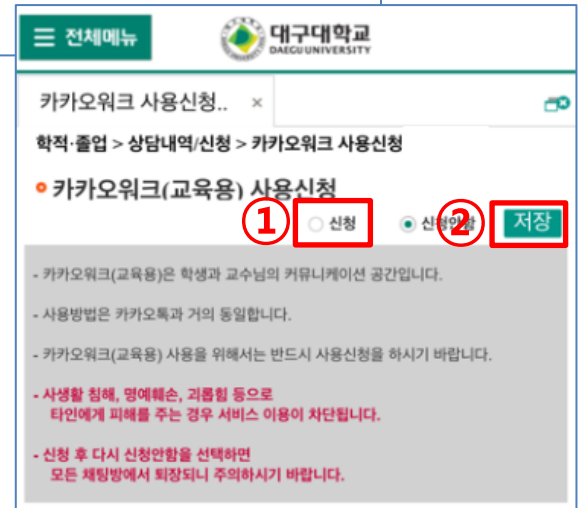 전체메뉴
대구대학교
DAEGU UNIVERSITY
카카오워크 사용신청.. ×
학적·졸업 > 상담내역/신청 > 카카오워크 사용신청
카카오워크(교육용) 사용신청
① 신청 신청안함 ② 저장
- 카카오워크(교육용)은 학생과 교수님의 커뮤니케이션 공간입니다.
- 사용방법은 카카오톡과 거의 동일합니다.
- 카카오워크(교육용) 사용을 위해서는 반드시 사용신청을 하시기 바랍니다.
- 사생활 침해, 명예훼손, 괴롭힘 등으로
타인에게 피해를 주는 경우 서비스 이용이 차단됩니다.
- 신청 후 다시 신청안함을 선택하면
모든 채팅방에서 퇴장되니 주의하시기 바랍니다.